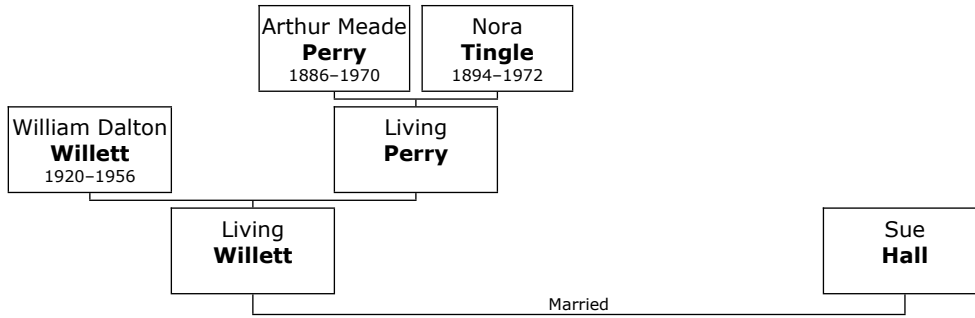 Arthur Meade
Perry
1886–1970
Nora
Tingle
1894–1972
William Dalton
Willett
1920–1956
Living
Perry
Living
Willett
Sue
Hall
Married